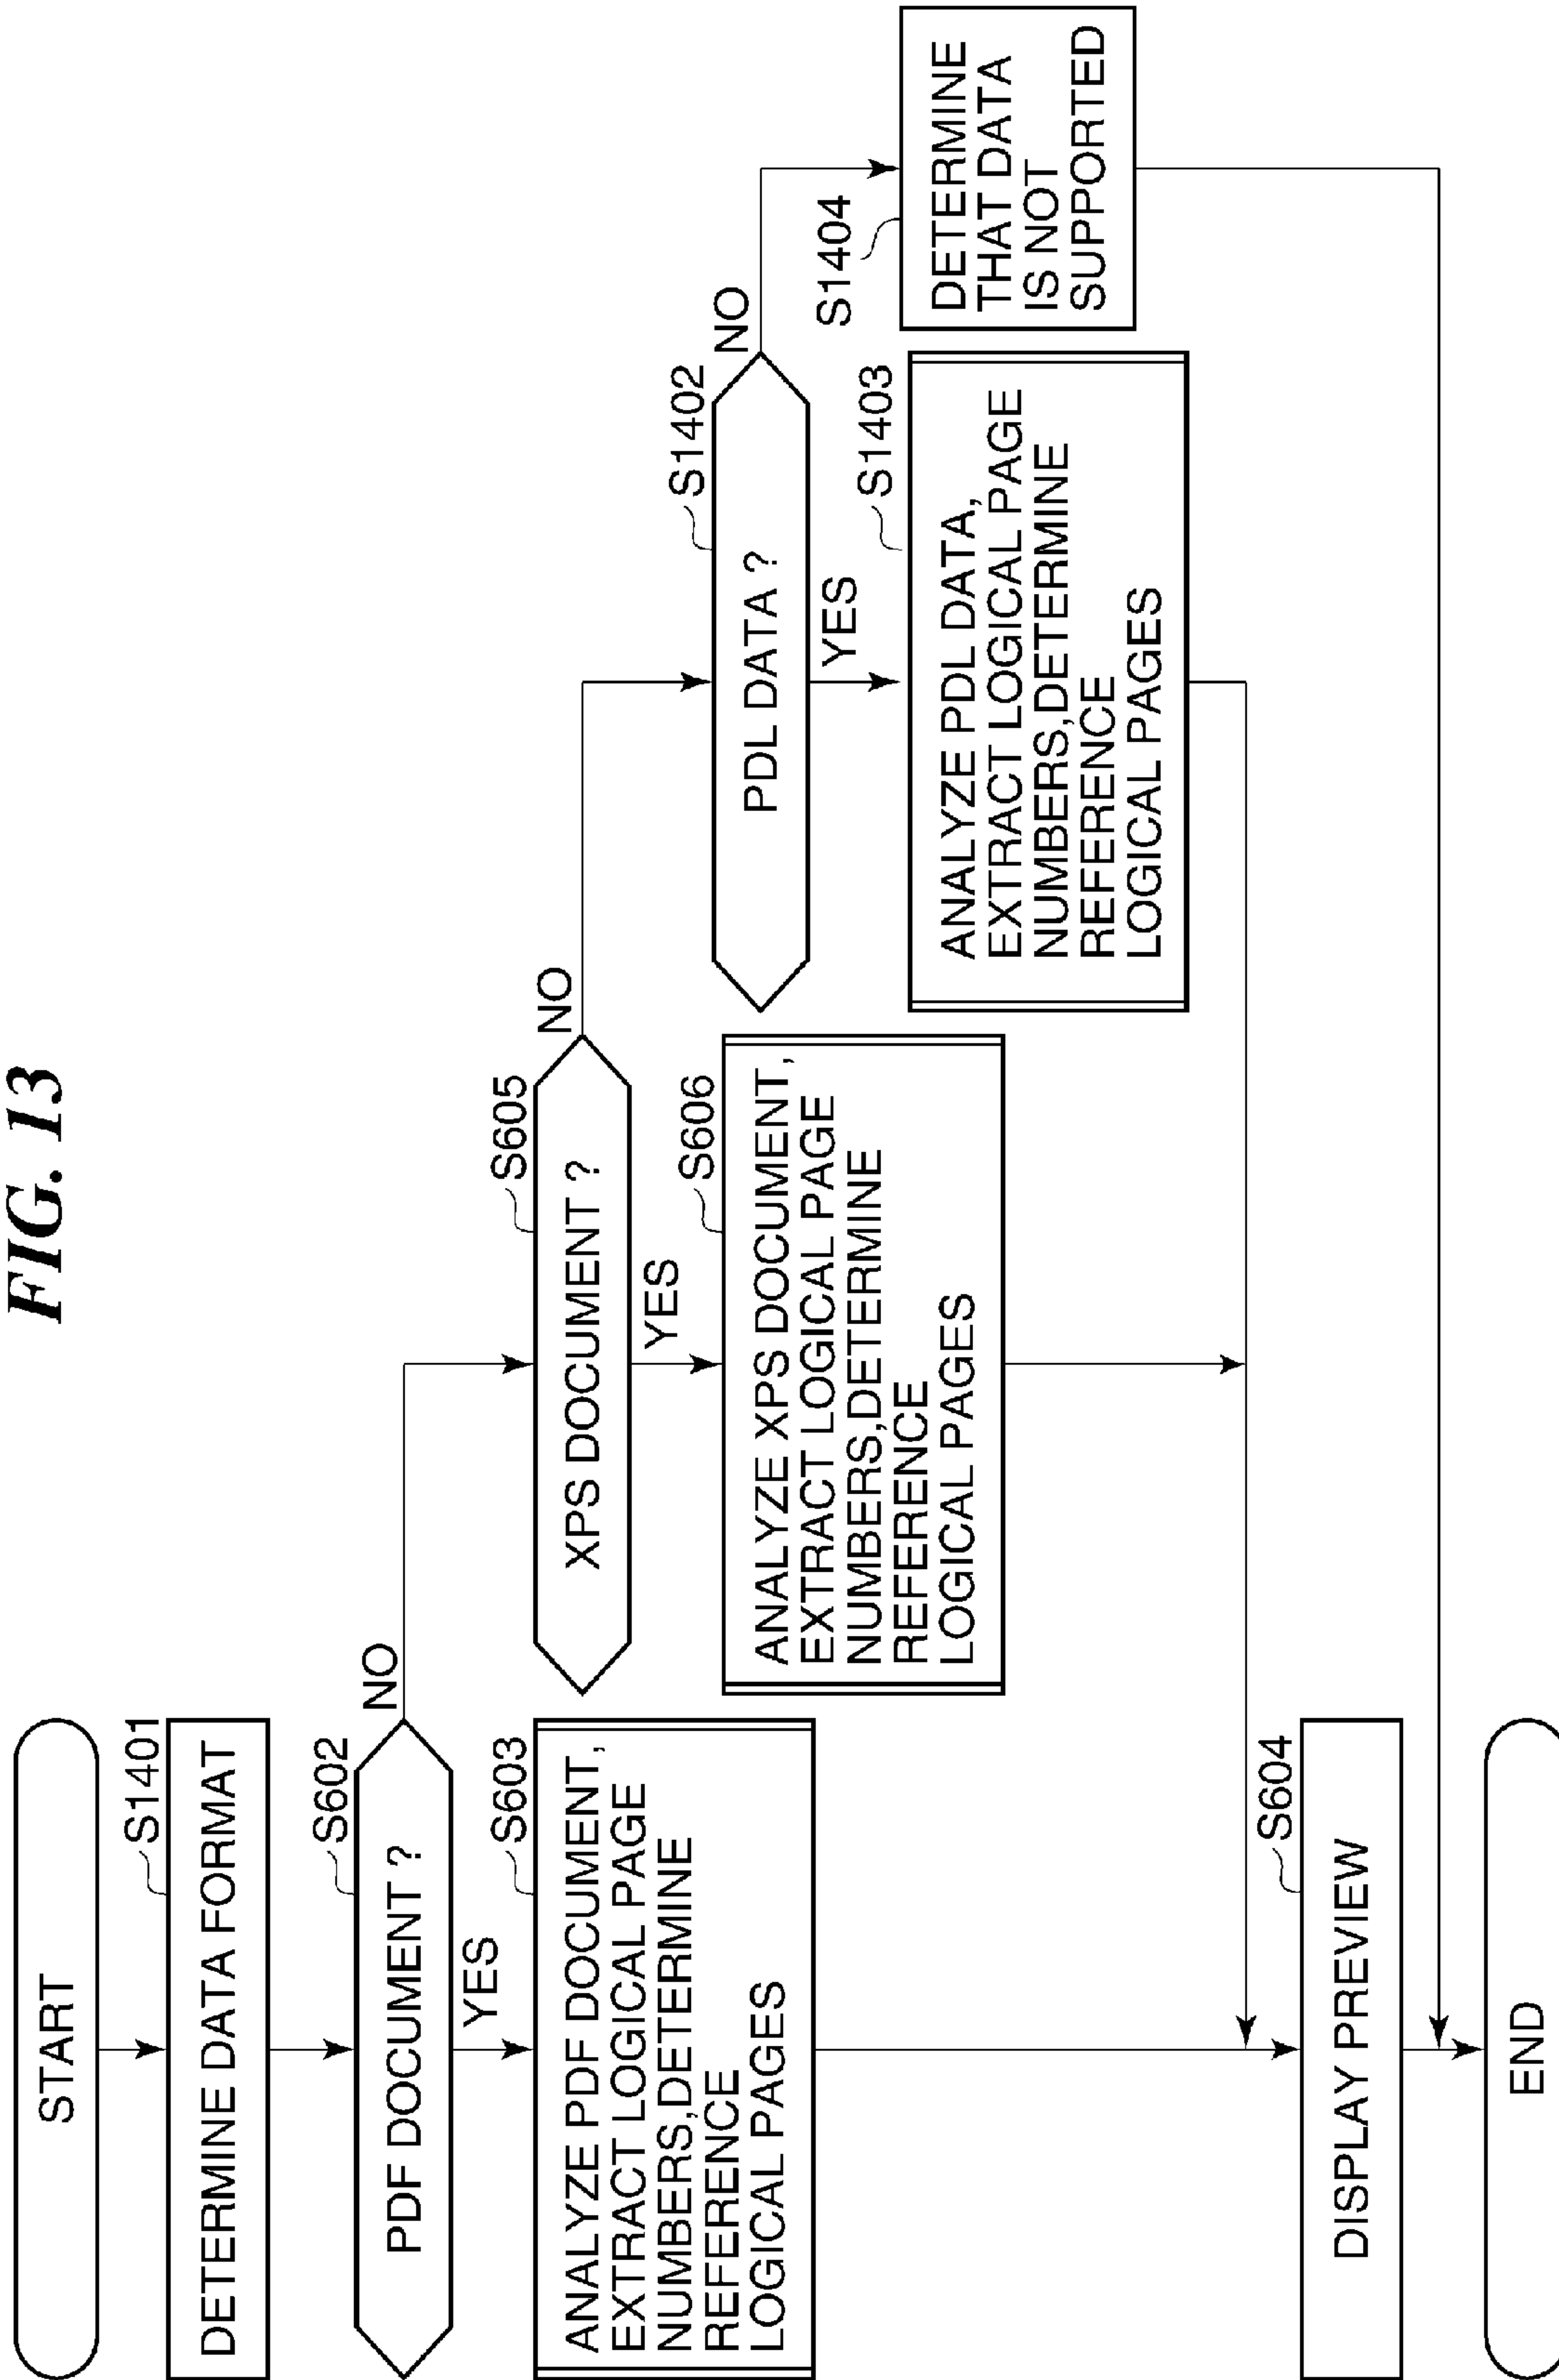 FIG. 13
START
S1401
DETERMINE DATA FORMAT
S602
PDF DOCUMENT ?
NO
YES
S603
ANALYZE PDF DOCUMENT,
EXTRACT LOGICAL PAGE
NUMBERS,DETERMINE
REFERENCE
LOGICAL PAGES
S605
XPS DOCUMENT ?
NO
YES
S606
ANALYZE XPS DOCUMENT,
EXTRACT LOGICAL PAGE
NUMBERS,DETERMINE
REFERENCE
LOGICAL PAGES
S1402
PDL DATA ?
NO
YES
S1403
ANALYZE PDL DATA,
EXTRACT LOGICAL PAGE
NUMBERS,DETERMINE
REFERENCE
LOGICAL PAGES
S1404
DETERMINE
THAT DATA
IS NOT
SUPPORTED
S604
DISPLAY PREVIEW
END